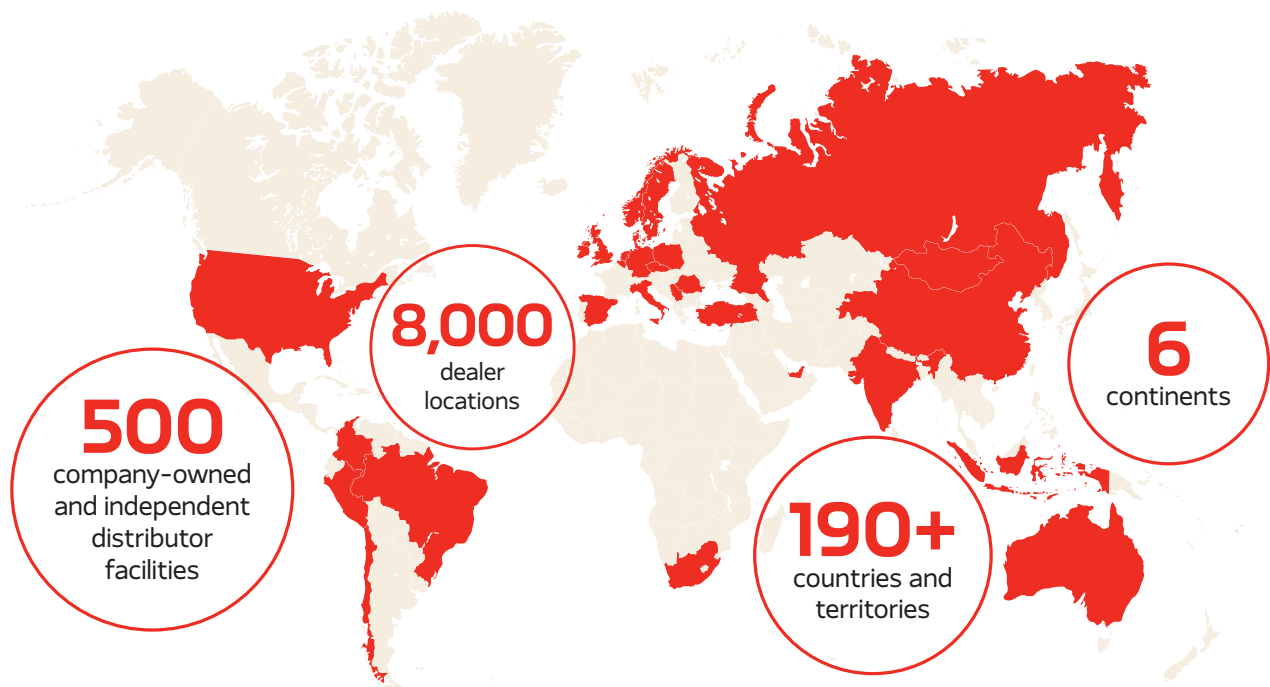 8,000
dealer
locations
6
continents
500
company-owned
and independent
distributor
facilities
190+
countries and
territories